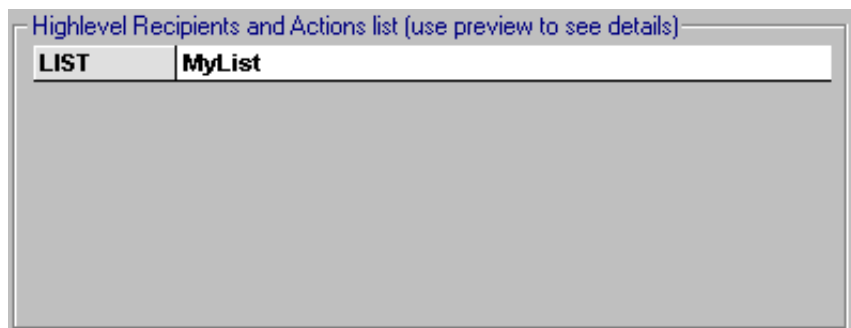 Highlevel Recipients and Actions list (use preview to see details)
LIST MyList